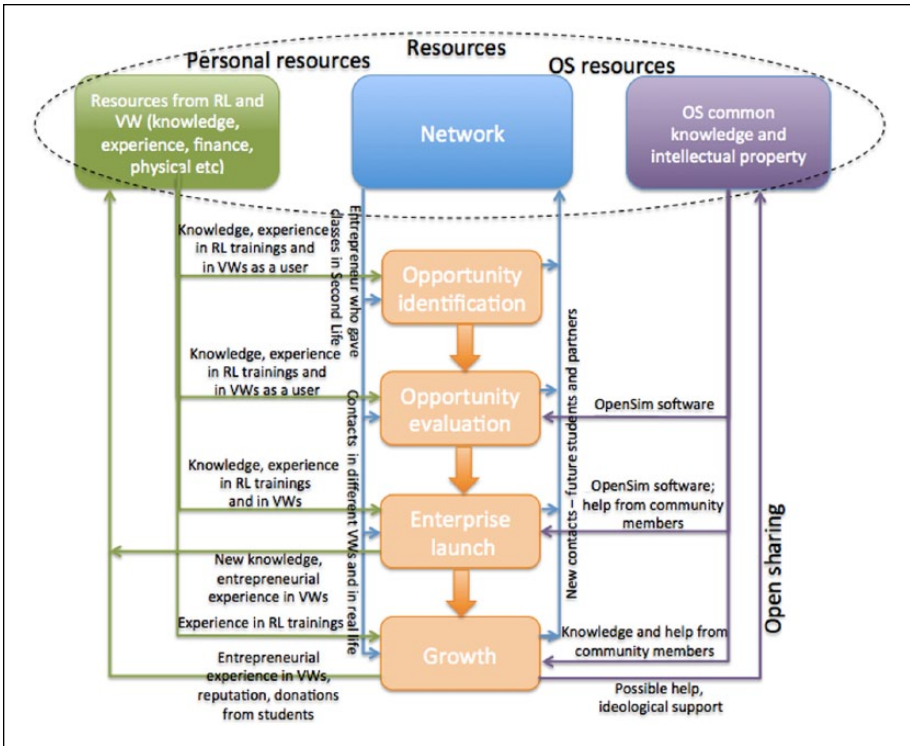 Resources
Personal resources
OS resources
Resources from RL and
VW (knowledge,
experience, finance,
physical etc)
Network
OS common
knowledge and
intellectual property
Knowledge, experience
in RL trainings and
in VWs as a user
Entrepreneur who gave
classes in Second Life
Opportunity
identification
Knowledge, experience
in RL trainings and
in VWs as a user
Opportunity
evaluation
OpenSim software
Contacts in different VWs and in real life
New contacts – future students and partners
Knowledge, experience
in RL trainings
and in VWs
Enterprise
launch
OpenSim software;
help from community
members
New knowledge,
entrepreneurial
experience in VWs
Open sharing
Experience in RL trainings
Growth
Knowledge and help from
community members
Entrepreneurial
experience in VWs,
reputation, donations
from students
Possible help,
ideological support